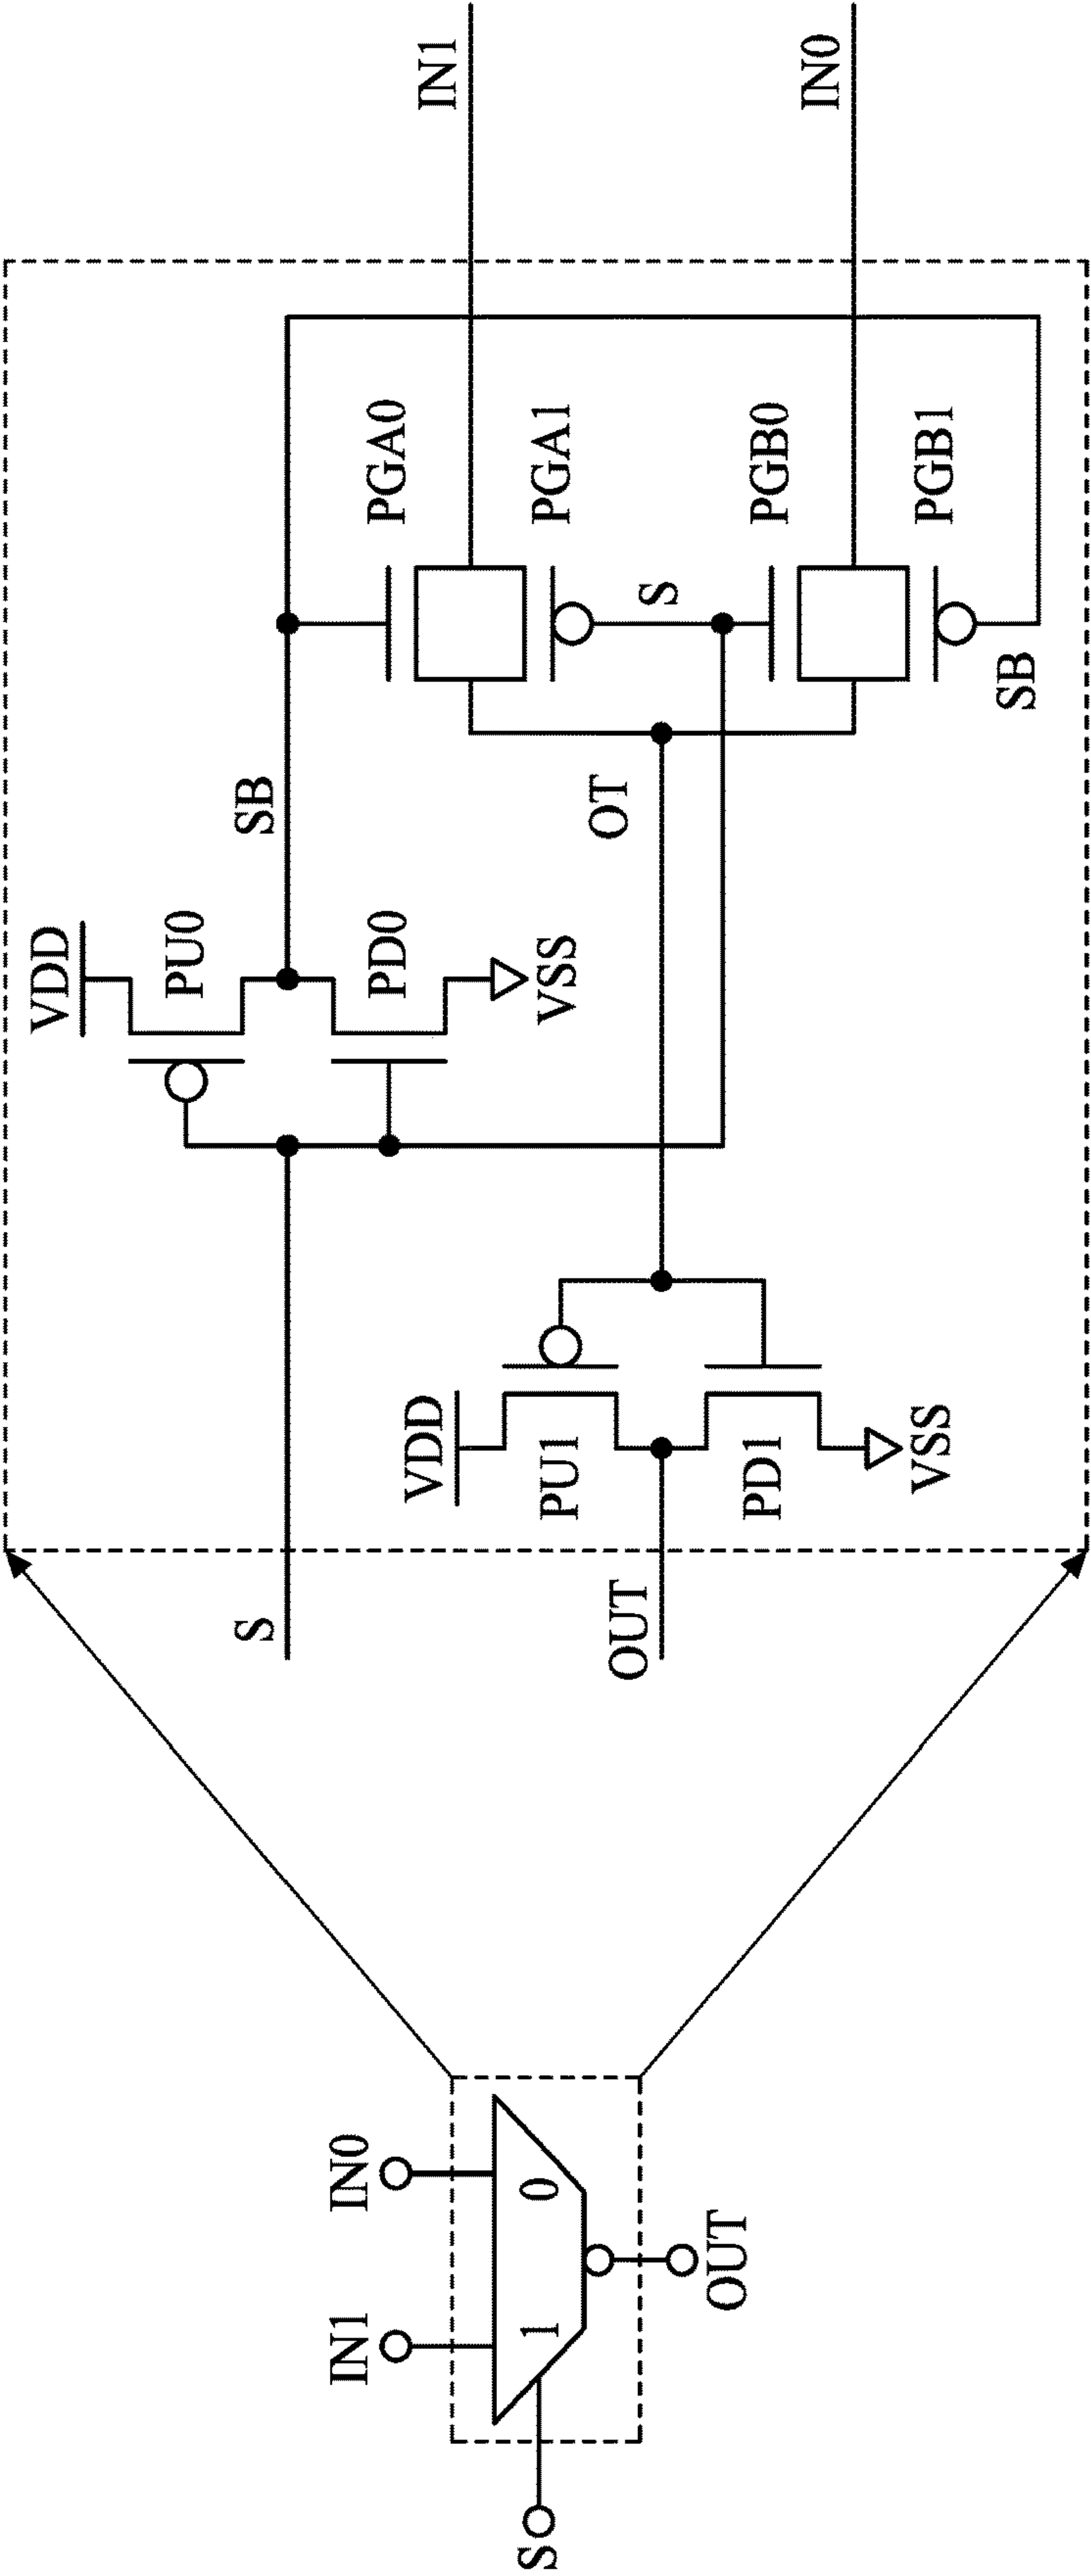 IN1
IN0
PGA0
PGA1
PGB0
PGB1
S
SB
SB
OT
VDD
PU0
PD0
VSS
VDD
PU1
PD1
VSS
S
OUT
IN0
IN1
0
1
OUT
S